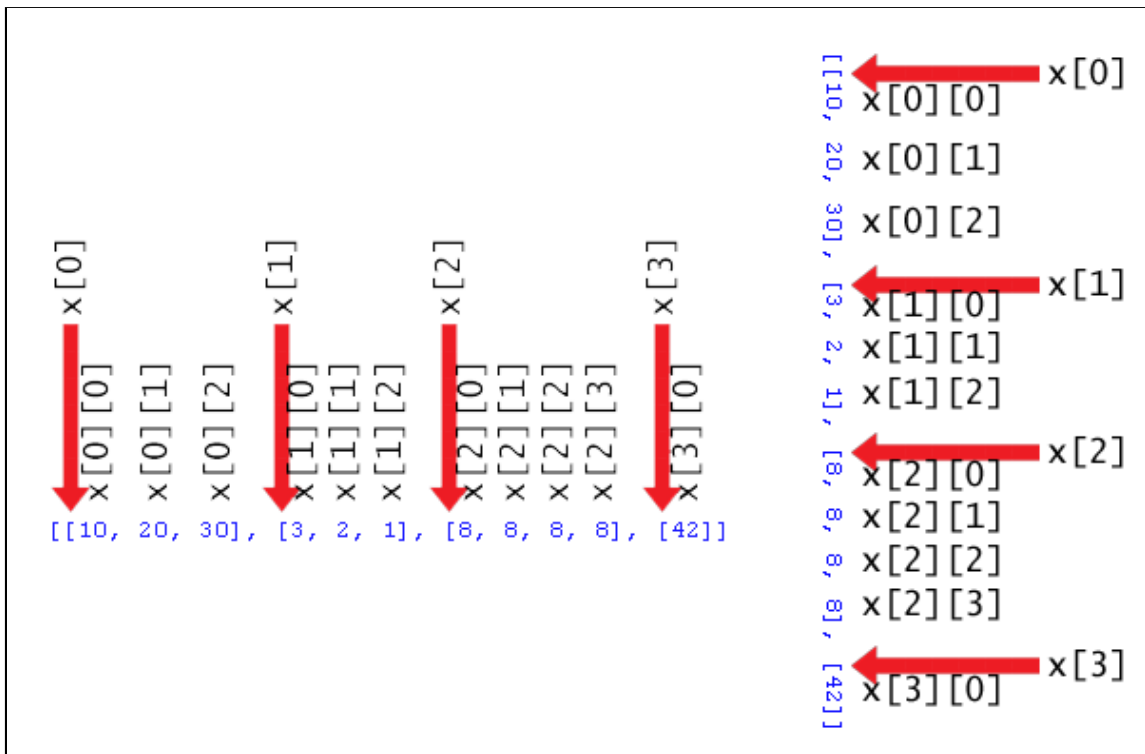 x[0]
x[1]
x[2]
x[3]
x[0][0]
x[0][1]
x[0][2]
x[1][0]
x[1][1]
x[1][2]
x[2][0]
x[2][1]
x[2][2]
x[2][3]
x[3][0]
[[10, 20, 30], [3, 2, 1], [8, 8, 8, 8], [42]]
[[10, 20, 30], [3, 2, 1], [8, 8, 8, 8], [42]]
x[0]
x[0][0]
x[0][1]
x[0][2]
x[1]
x[1][0]
x[1][1]
x[1][2]
x[2]
x[2][0]
x[2][1]
x[2][2]
x[2][3]
x[3]
x[3][0]